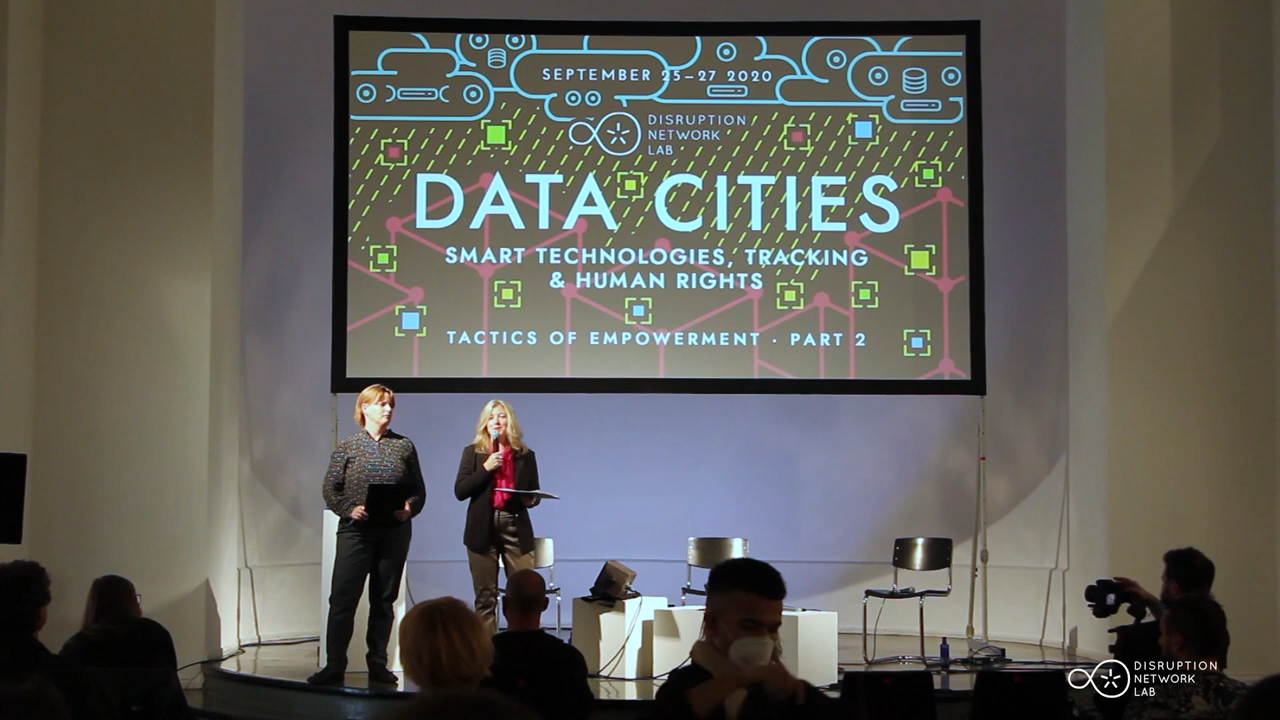 SEPTEMBER 25–27 2020
DISRUPTION
NETWORK
LAB
DATA CITIES
SMART TECHNOLOGIES, TRACKING
& HUMAN RIGHTS
TACTICS OF EMPOWERMENT · PART 2
DISRUPTION
NETWORK
LAB